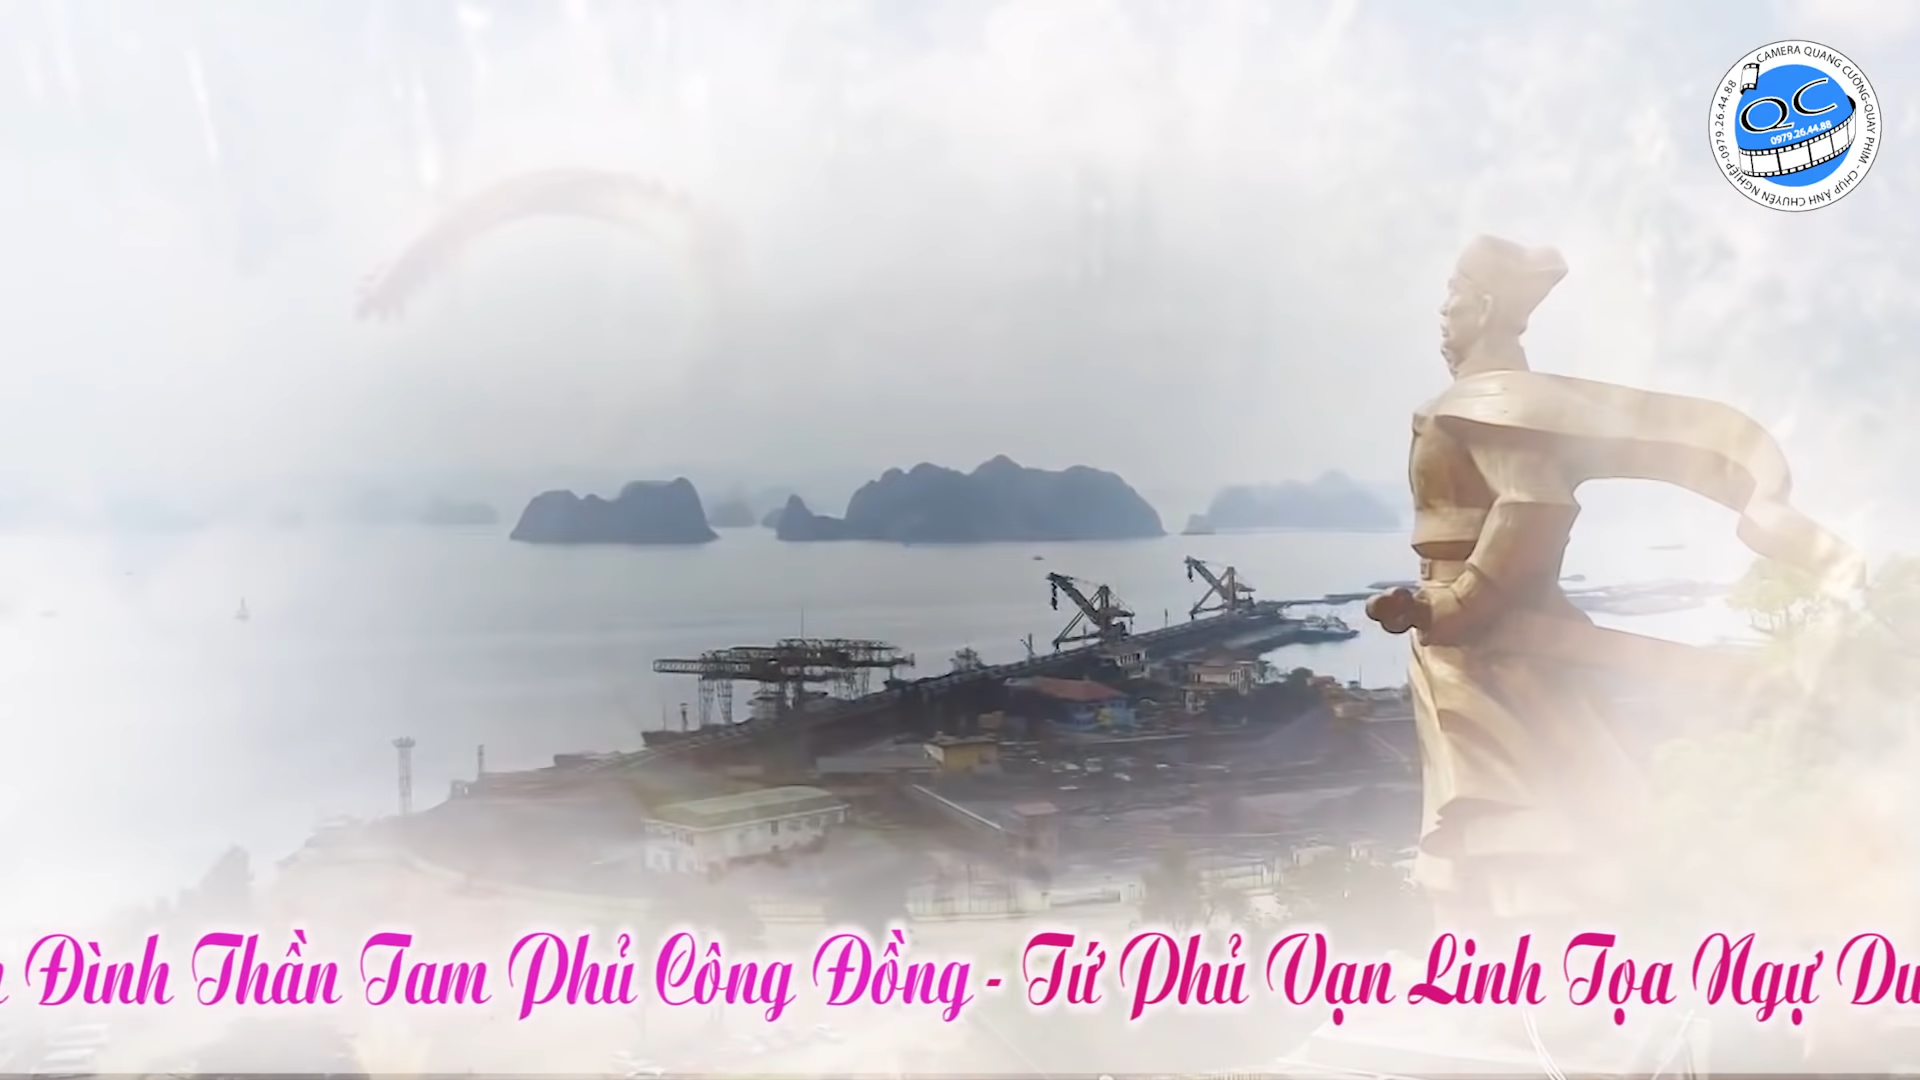 CAMERA QUANG CƯỜNG-QUAY PHIM - CHỤP ẢNH CHUYÊN NGHIỆP-0979.26.44.88
QC
0979.26.44.88
Đình Thần Tam Phủ Công Đồng - Tứ Phủ Vạn Linh Tọa Ngự